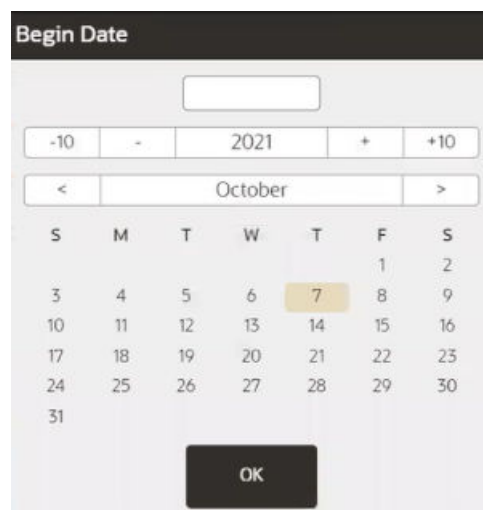 Begin Date
-10 - 2021 + +10
< October >
S M T W T F S
1 2
3 4 5 6 7 8 9
10 11 12 13 14 15 16
17 18 19 20 21 22 23
24 25 26 27 28 29 30
31
OK